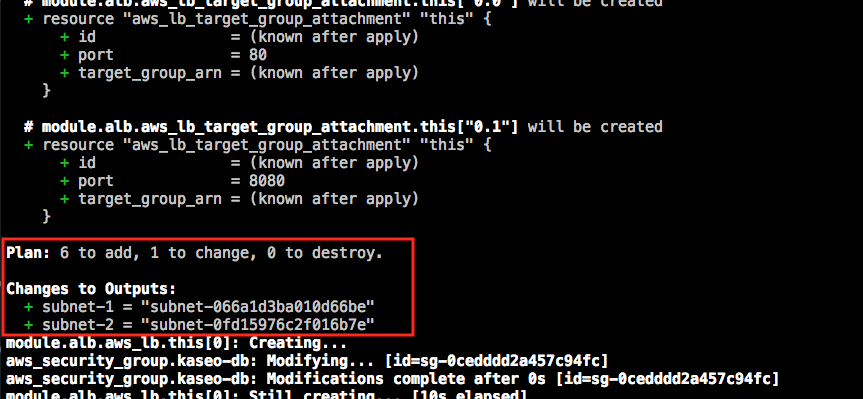 # module.alb.aws_lb_target_group_attachment.this["0.0"] will be created
+ resource "aws_lb_target_group_attachment" "this" {
+ id = (known after apply)
+ port = 80
+ target_group_arn = (known after apply)
}
# module.alb.aws_lb_target_group_attachment.this["0.1"] will be created
+ resource "aws_lb_target_group_attachment" "this" {
+ id = (known after apply)
+ port = 8080
+ target_group_arn = (known after apply)
}
Plan: 6 to add, 1 to change, 0 to destroy.
Changes to Outputs:
+ subnet-1 = "subnet-066a1d3ba010d66be"
+ subnet-2 = "subnet-0fd15976c2f016b7e"
module.alb.aws_lb.this[0]: Creating...
aws_security_group.kaseo-db: Modifying... [id=sg-0cedddd2a457c94fc]
aws_security_group.kaseo-db: Modifications complete after 0s [id=sg-0cedddd2a457c94fc]
module.alb.aws_lb.this[0]: Still creating... [10s elapsed]